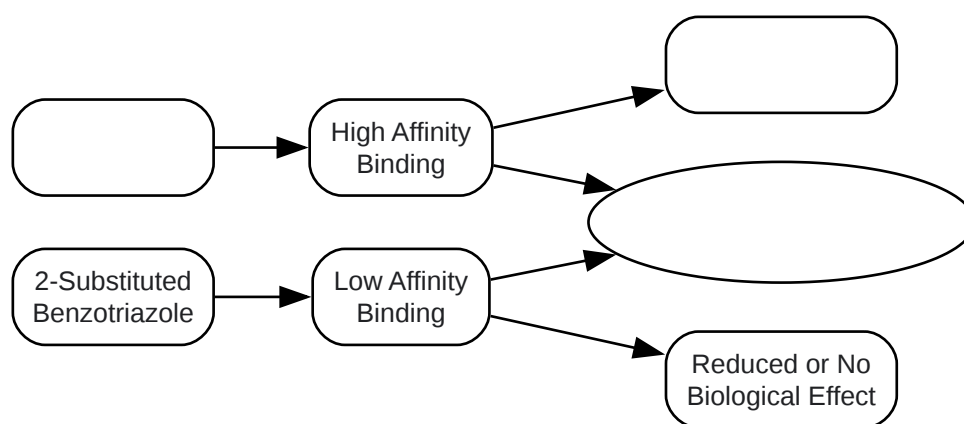 High Affinity
Binding
2-Substituted
Benzotriazole
Low Affinity
Binding
Reduced or No
Biological Effect